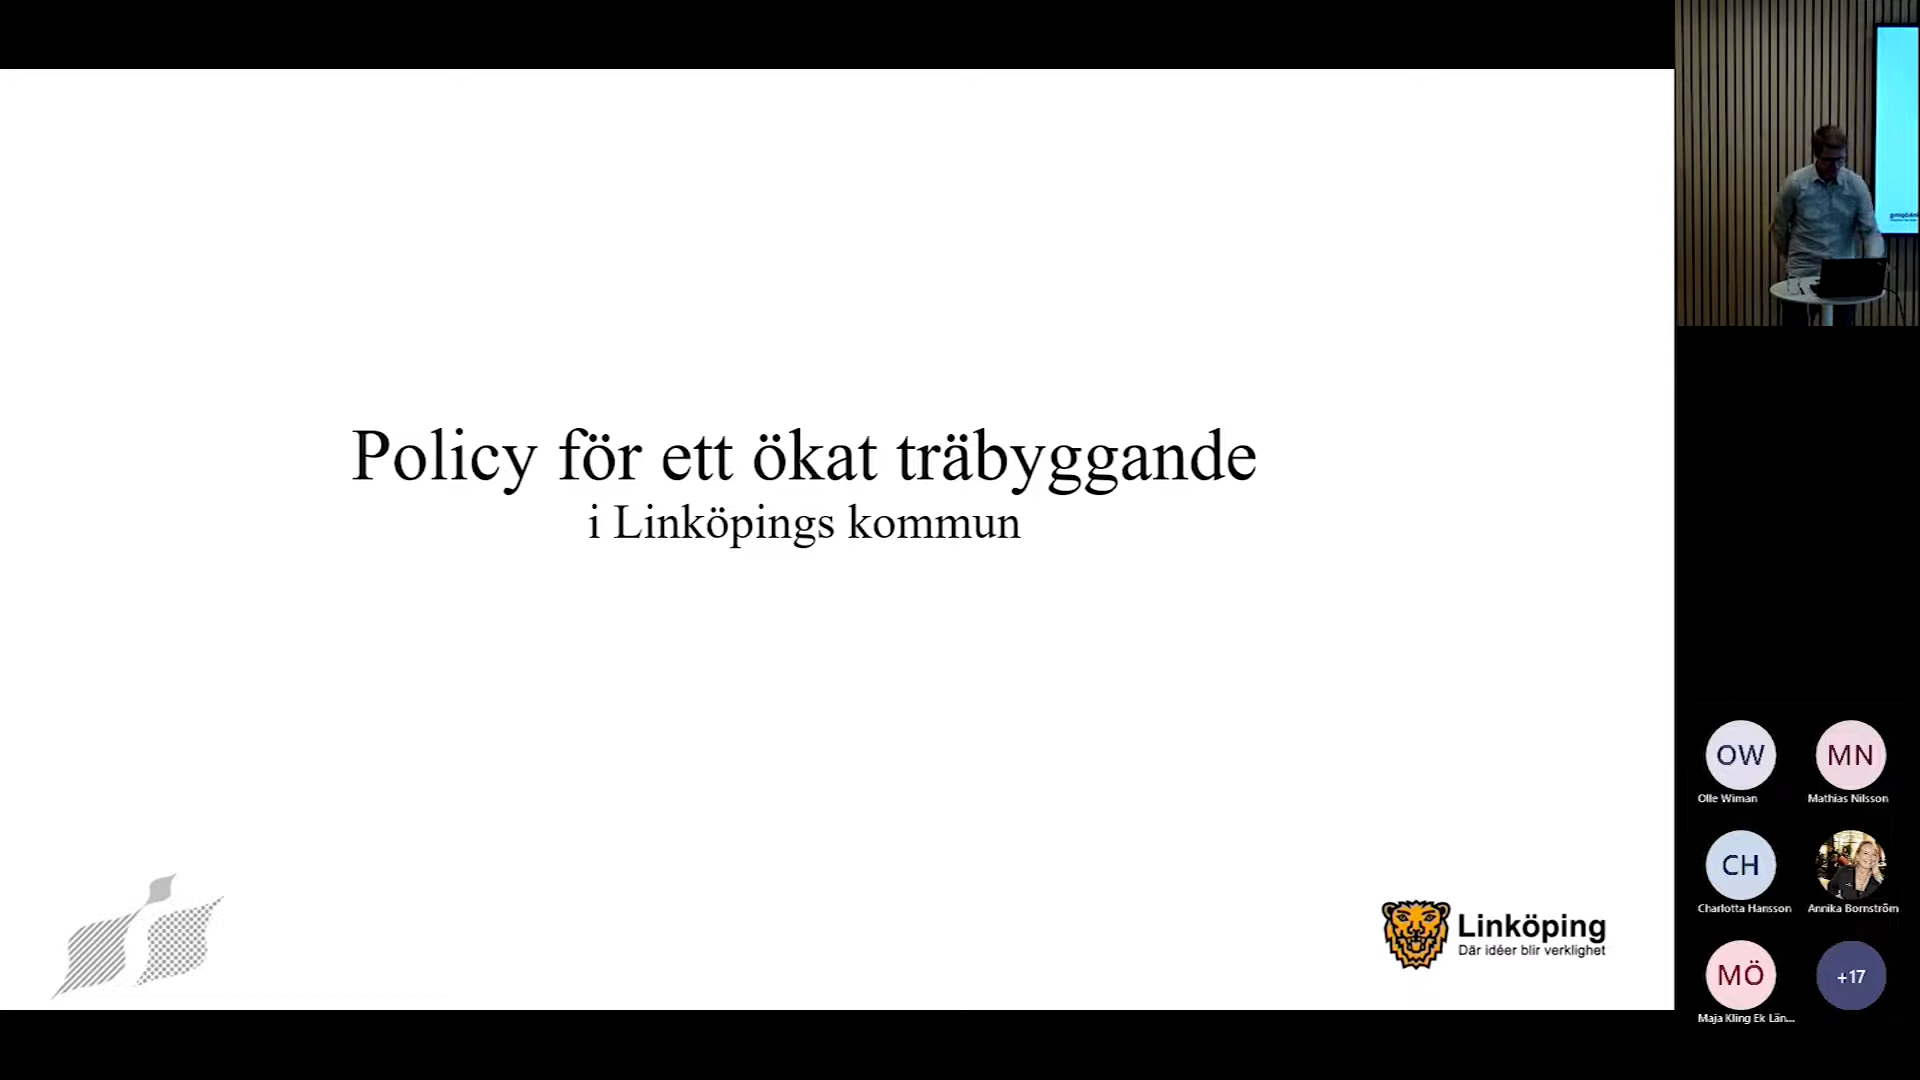 Policy för ett ökat träbyggande
i Linköpings kommun
Linköping
Där idéer blir verklighet
OW
Olle Wiman
MN
Mathias Nilsson
CH
Charlotta Hansson
Annika Bornström
MÖ
Maja Kling Ek Län...
+17